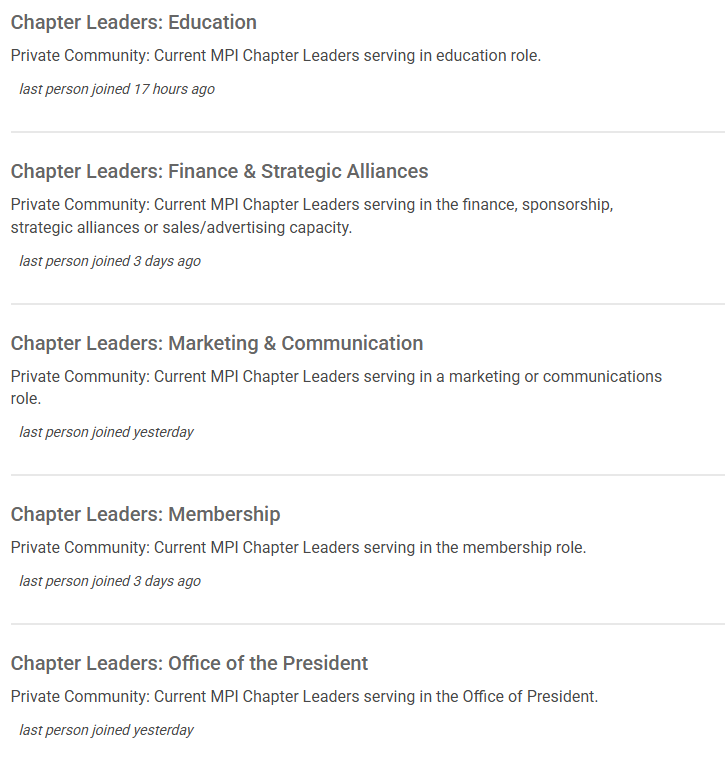 Chapter Leaders: Education
Private Community: Current MPI Chapter Leaders serving in education role.
last person joined 17 hours ago
Chapter Leaders: Finance & Strategic Alliances
Private Community: Current MPI Chapter Leaders serving in the finance, sponsorship,
strategic alliances or sales/advertising capacity.
last person joined 3 days ago
Chapter Leaders: Marketing & Communication
Private Community: Current MPI Chapter Leaders serving in a marketing or communications
role.
last person joined yesterday
Chapter Leaders: Membership
Private Community: Current MPI Chapter Leaders serving in the membership role.
last person joined 3 days ago
Chapter Leaders: Office of the President
Private Community: Current MPI Chapter Leaders serving in the Office of President.
last person joined yesterday